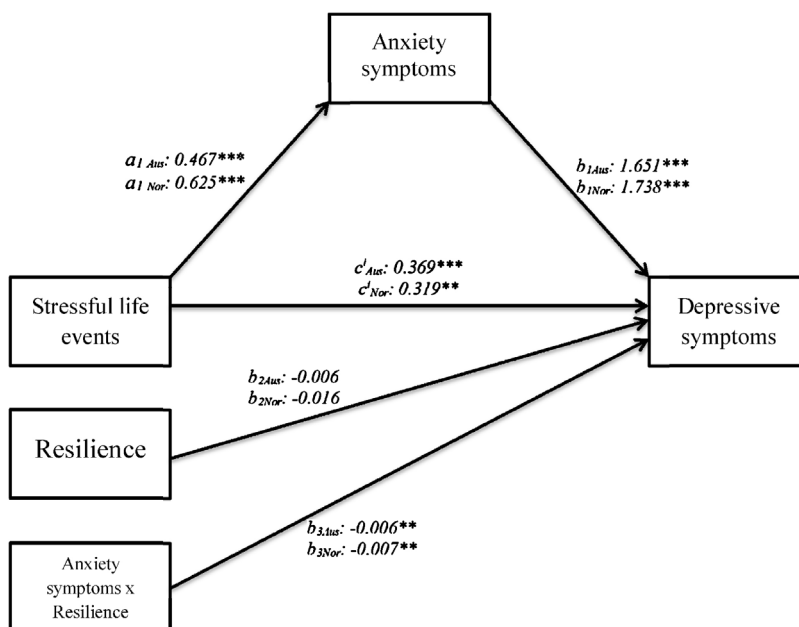 Anxiety
symptoms
a1 Aus: 0.467***
a1 Nor: 0.625***
b1Aus: 1.651***
b1Nor: 1.738***
c'Aus: 0.369***
c'Nor: 0.319**
Stressful life
events
Depressive
symptoms
b2Aus: -0.006
b2Nor: -0.016
Resilience
b3Aus: -0.006**
b3Nor: -0.007**
Anxiety
symptoms x
Resilience